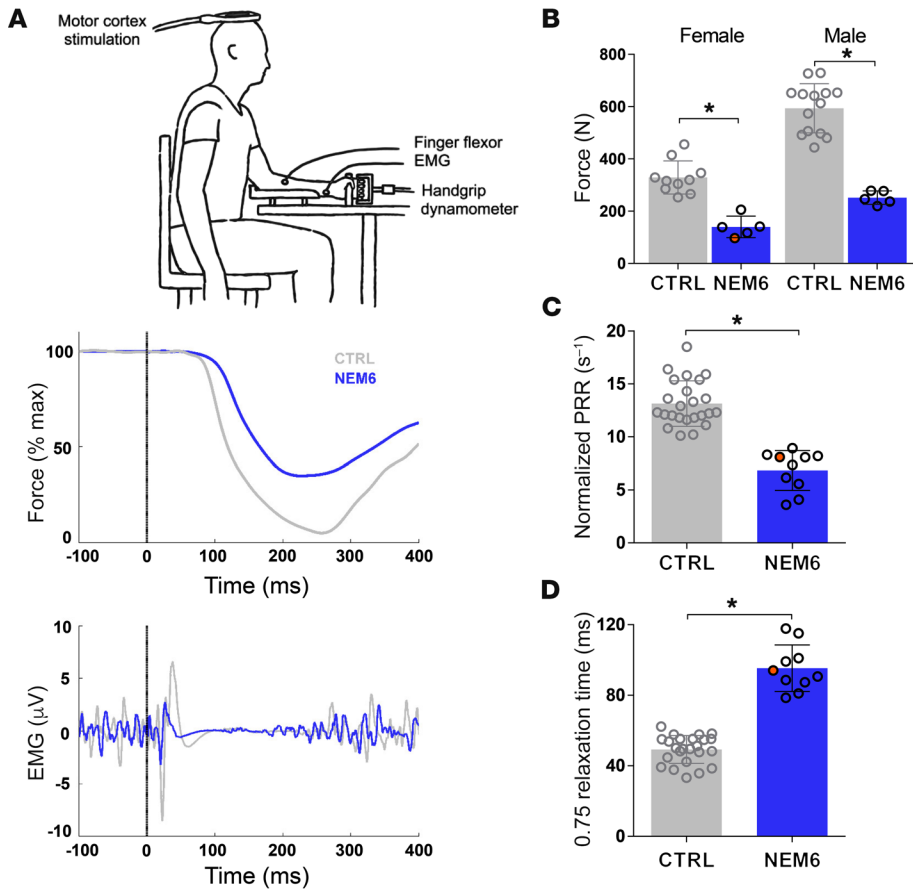 A
Motor cortex
stimulation
Finger flexor
EMG
Handgrip
dynamometer
100
50
0
Force (% max)
CTRL
NEM6
-100 0 100 200 300 400
Time (ms)
10
5
0
-5
-10
EMG (μV)
-100 0 100 200 300 400
Time (ms)
B
Female Male
800
600
400
200
0
Force (N)
* *
CTRL NEM6 CTRL NEM6
C
20
15
10
5
0
Normalized PRR (s⁻¹)
*
CTRL NEM6
D
120
80
40
0
0.75 relaxation time (ms)
*
CTRL NEM6